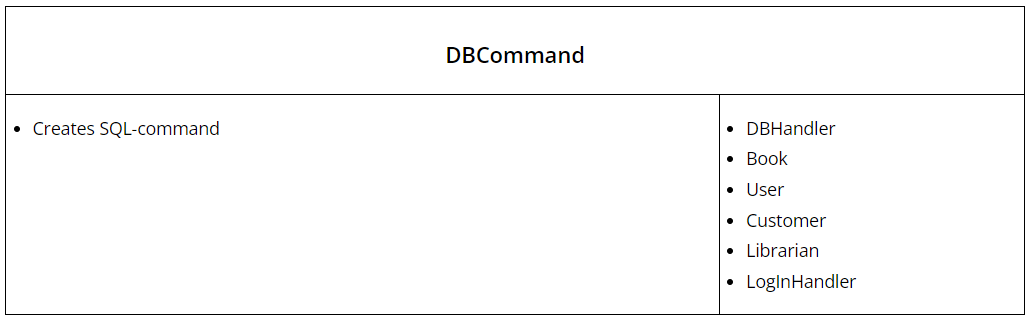 DBCommand
• Creates SQL-command
• DBHandler
• Book
• User
• Customer
• Librarian
• LogInHandler